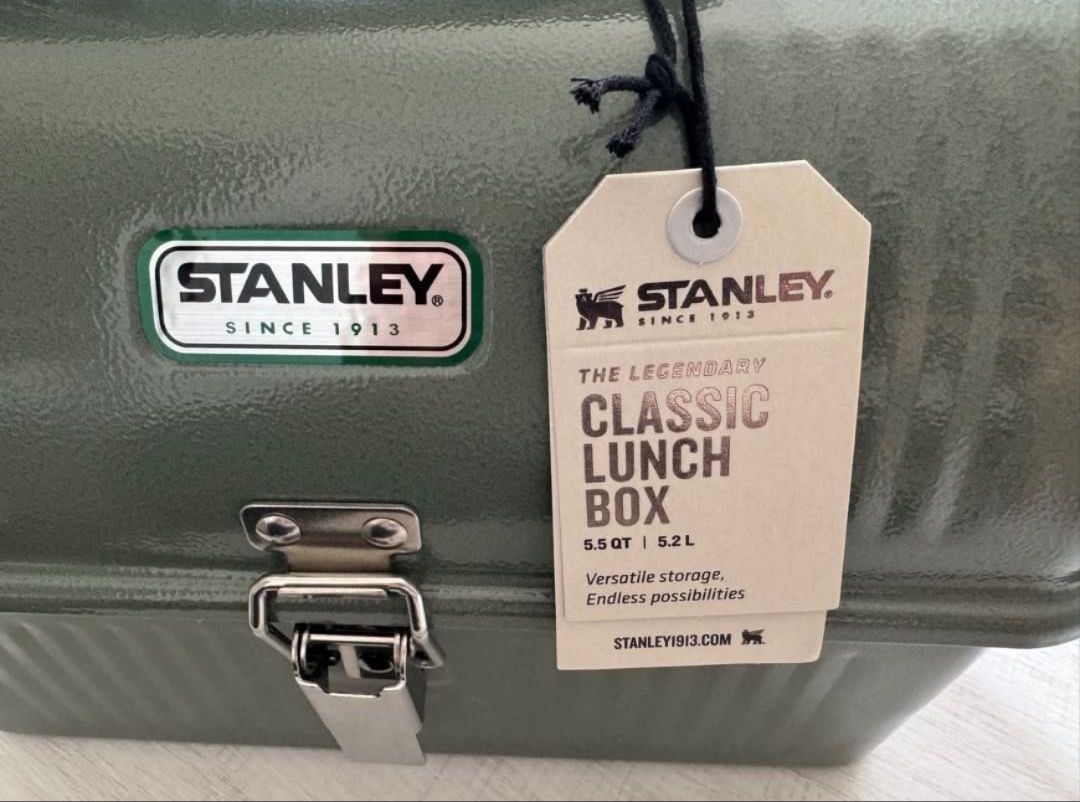 STANLEY®
SINCE 1913
STANLEY®
SINCE 1913
THE LEGENDARY
CLASSIC
LUNCH
BOX
5.5 QT | 5.2 L
Versatile storage,
Endless possibilities
STANLEY1913.COM